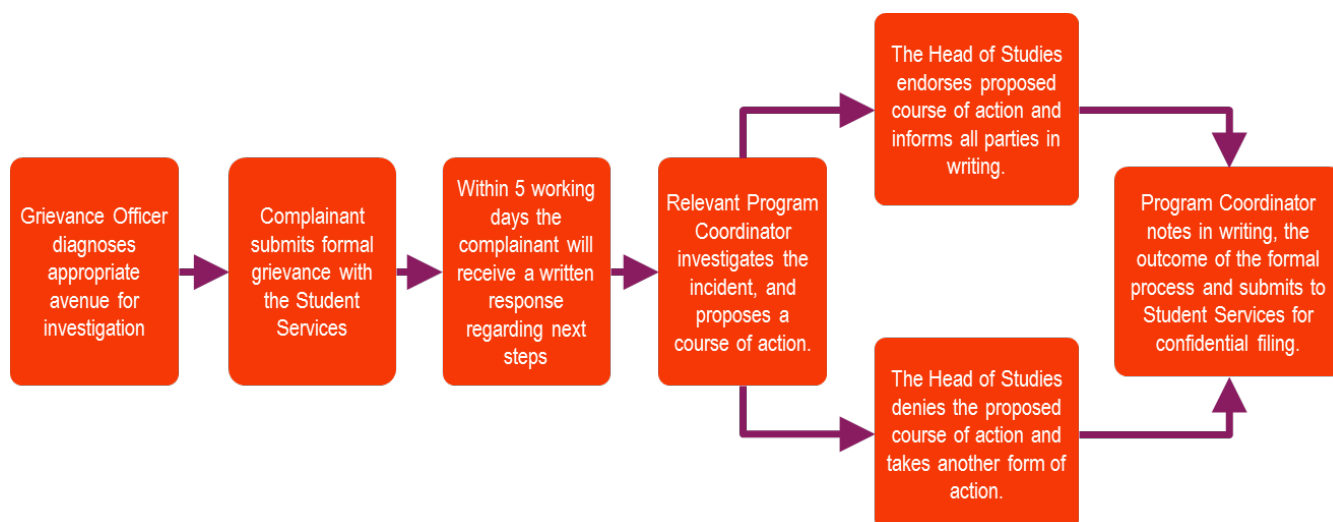 Grievance Officer
diagnoses
appropriate
avenue for
investigation
Complainant
submits formal
grievance with
the Student
Services
Within 5 working
days the
complainant will
receive a written
response
regarding next
steps
Relevant Program
Coordinator
investigates the
incident, and
proposes a
course of action.
The Head of Studies
endorses proposed
course of action and
informs all parties in
writing.
The Head of Studies
denies the proposed
course of action and
takes another form of
action.
Program Coordinator
notes in writing, the
outcome of the formal
process and submits to
Student Services for
confidential filing.